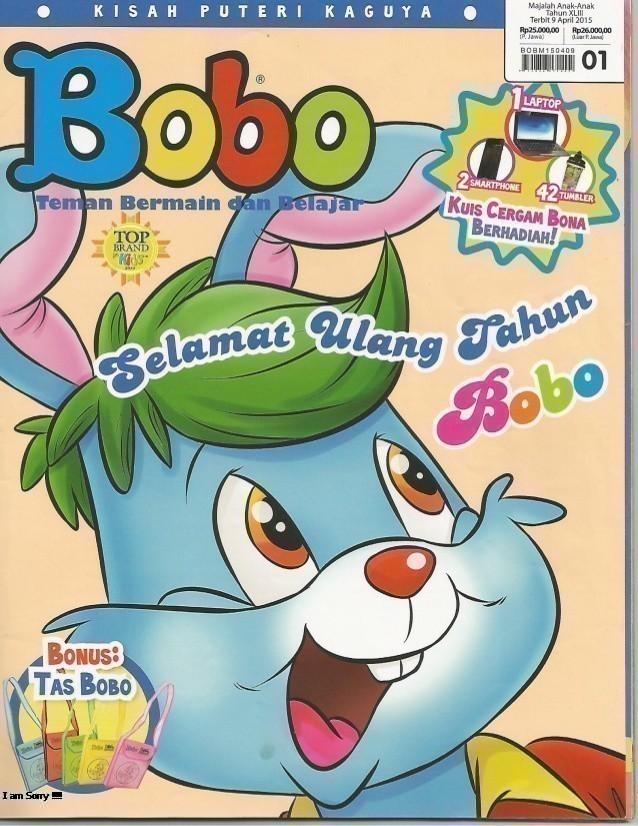 KISAH PUTERI KAGUYA
Majalah Anak-Anak
Tahun XLIII
Terbit 9 April 2015
Rp25.000,00
(P. Jawa)
Rp26.000,00
(Luar P. Jawa)
BOBM150409
01
Bobo®
Teman Bermain dan Belajar
1 LAPTOP
2 SMARTPHONE
42 TUMBLER
KUIS CERGAM BONA
BERHADIAH!
TOP
BRAND
Kids
Selamat Ulang Tahun
Bobo
BONUS:
TAS BOBO
I am Sorry !!!!